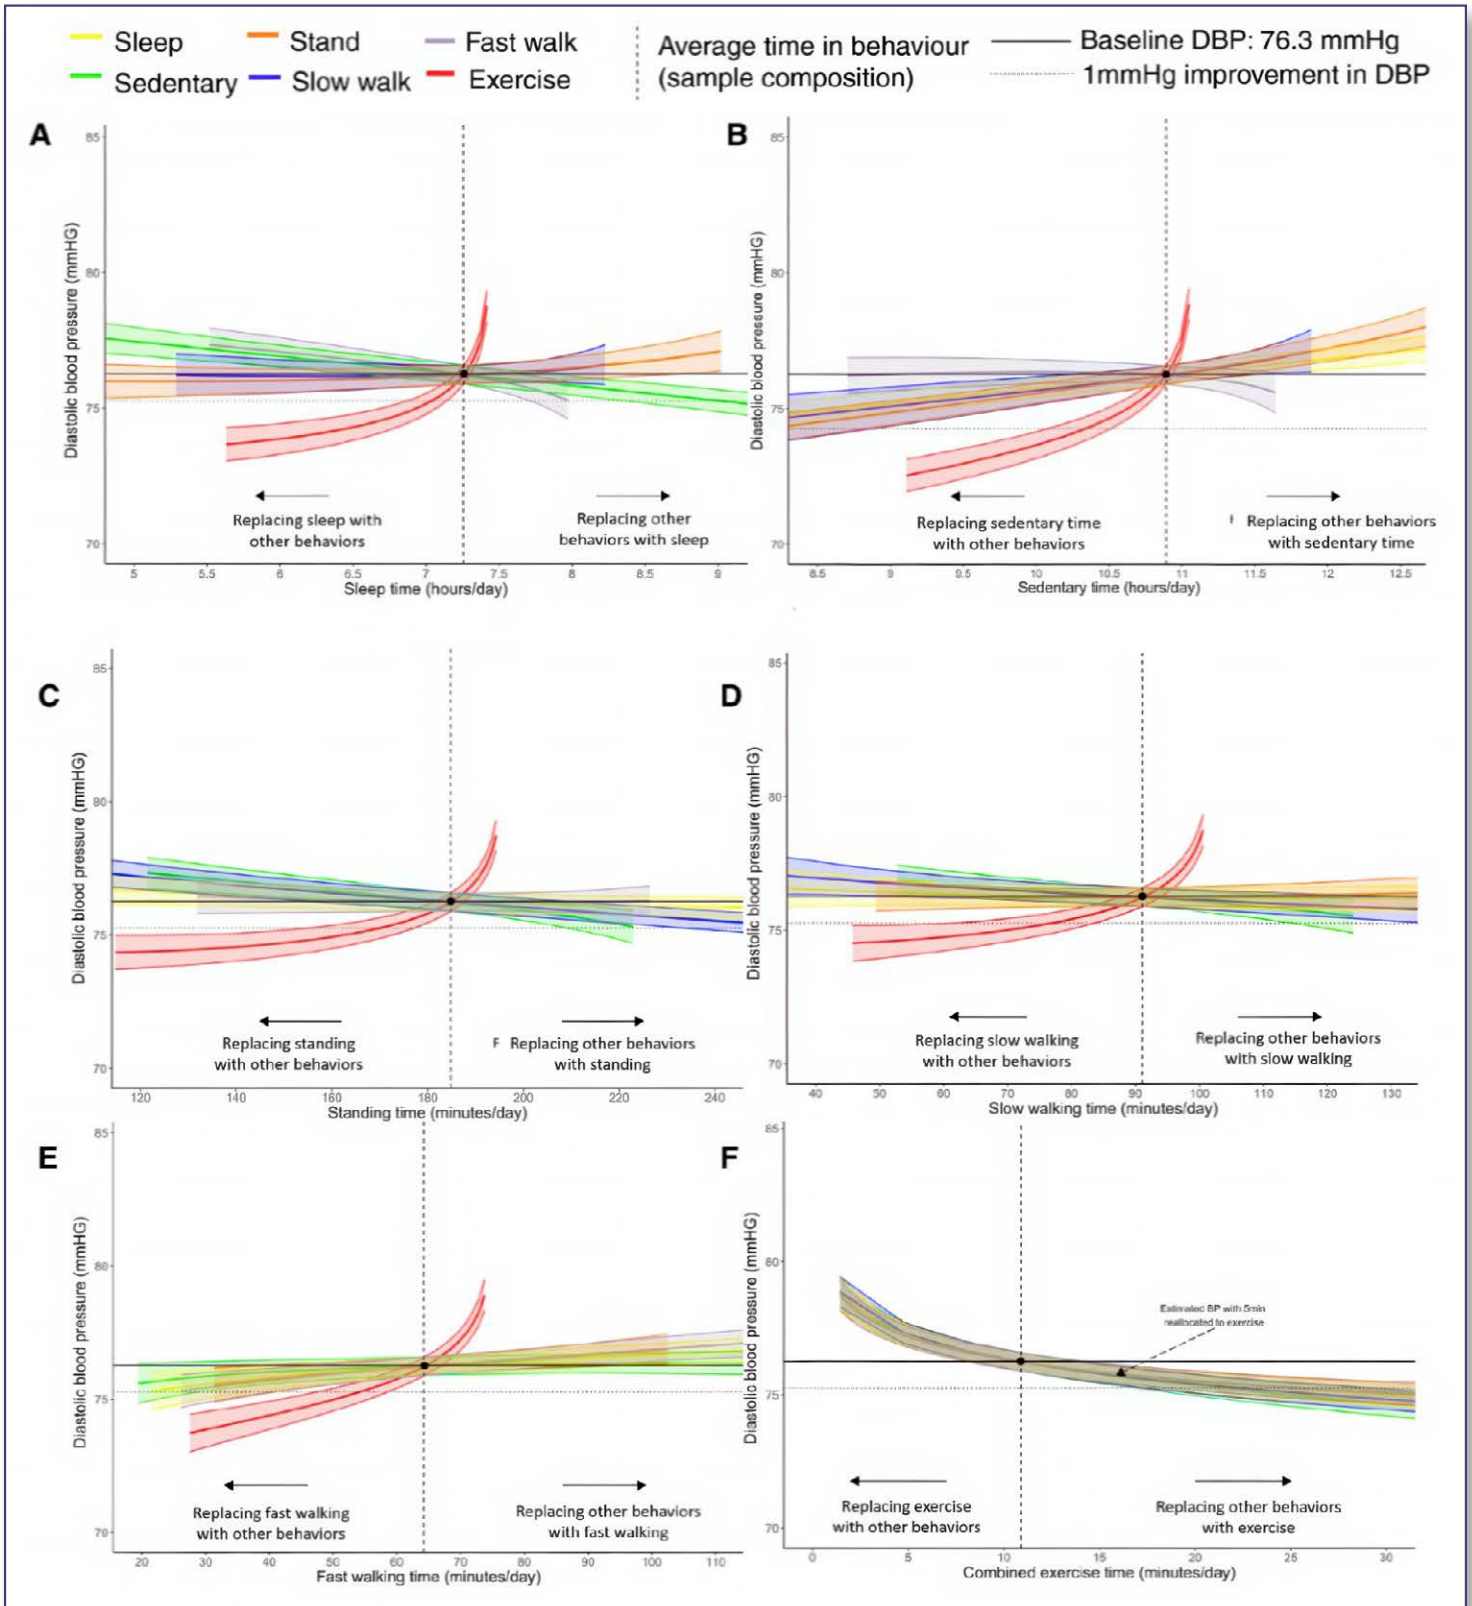 Sleep
Stand
Fast walk
Sedentary
Slow walk
Exercise
Average time in behaviour
(sample composition)
Baseline DBP: 76.3 mmHg
1mmHg improvement in DBP
A
85
80
75
70
Diastolic blood pressure (mmHG)
Replacing sleep with
other behaviors
Replacing other
behaviors with sleep
5 5.5 6 6.5 7 7.5 8 8.5 9
Sleep time (hours/day)
B
85
80
75
70
Diastolic blood pressure (mmHG)
Replacing sedentary time
with other behaviors
Replacing other behaviors
with sedentary time
8.5 9 9.5 10 10.5 11 11.5 12 12.5
Sedentary time (hours/day)
C
85
80
75
70
Diastolic blood pressure (mmHG)
Replacing standing
with other behaviors
F Replacing other behaviors
with standing
120 140 160 180 200 220 240
Standing time (minutes/day)
D
85
80
75
70
Diastolic blood pressure (mmHG)
Replacing slow walking
with other behaviors
Replacing other behaviors
with slow walking
40 50 60 70 80 90 100 110 120 130
Slow walking time (minutes/day)
E
85
80
75
70
Diastolic blood pressure (mmHG)
Replacing fast walking
with other behaviors
Replacing other behaviors
with fast walking
20 30 40 50 60 70 80 90 100 110
Fast walking time (minutes/day)
F
85
80
75
70
Diastolic blood pressure (mmHG)
Estimated BP with 5min
reallocated to exercise
Replacing exercise
with other behaviors
Replacing other behaviors
with exercise
0 5 10 15 20 25 30
Combined exercise time (minutes/day)